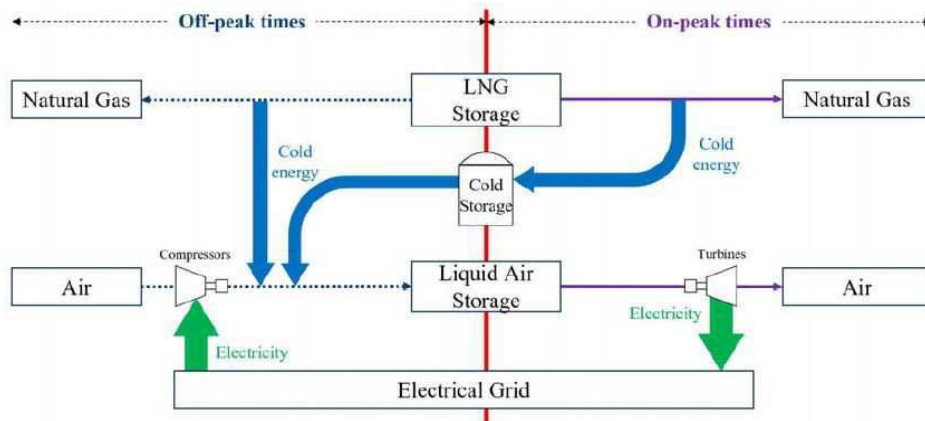 Off-peak times
On-peak times
Natural Gas
LNG
Storage
Natural Gas
Cold
energy
Cold
energy
Cold
Storage
Compressors
Turbines
Air
Liquid Air
Storage
Air
Electricity
Electricity
Electrical Grid